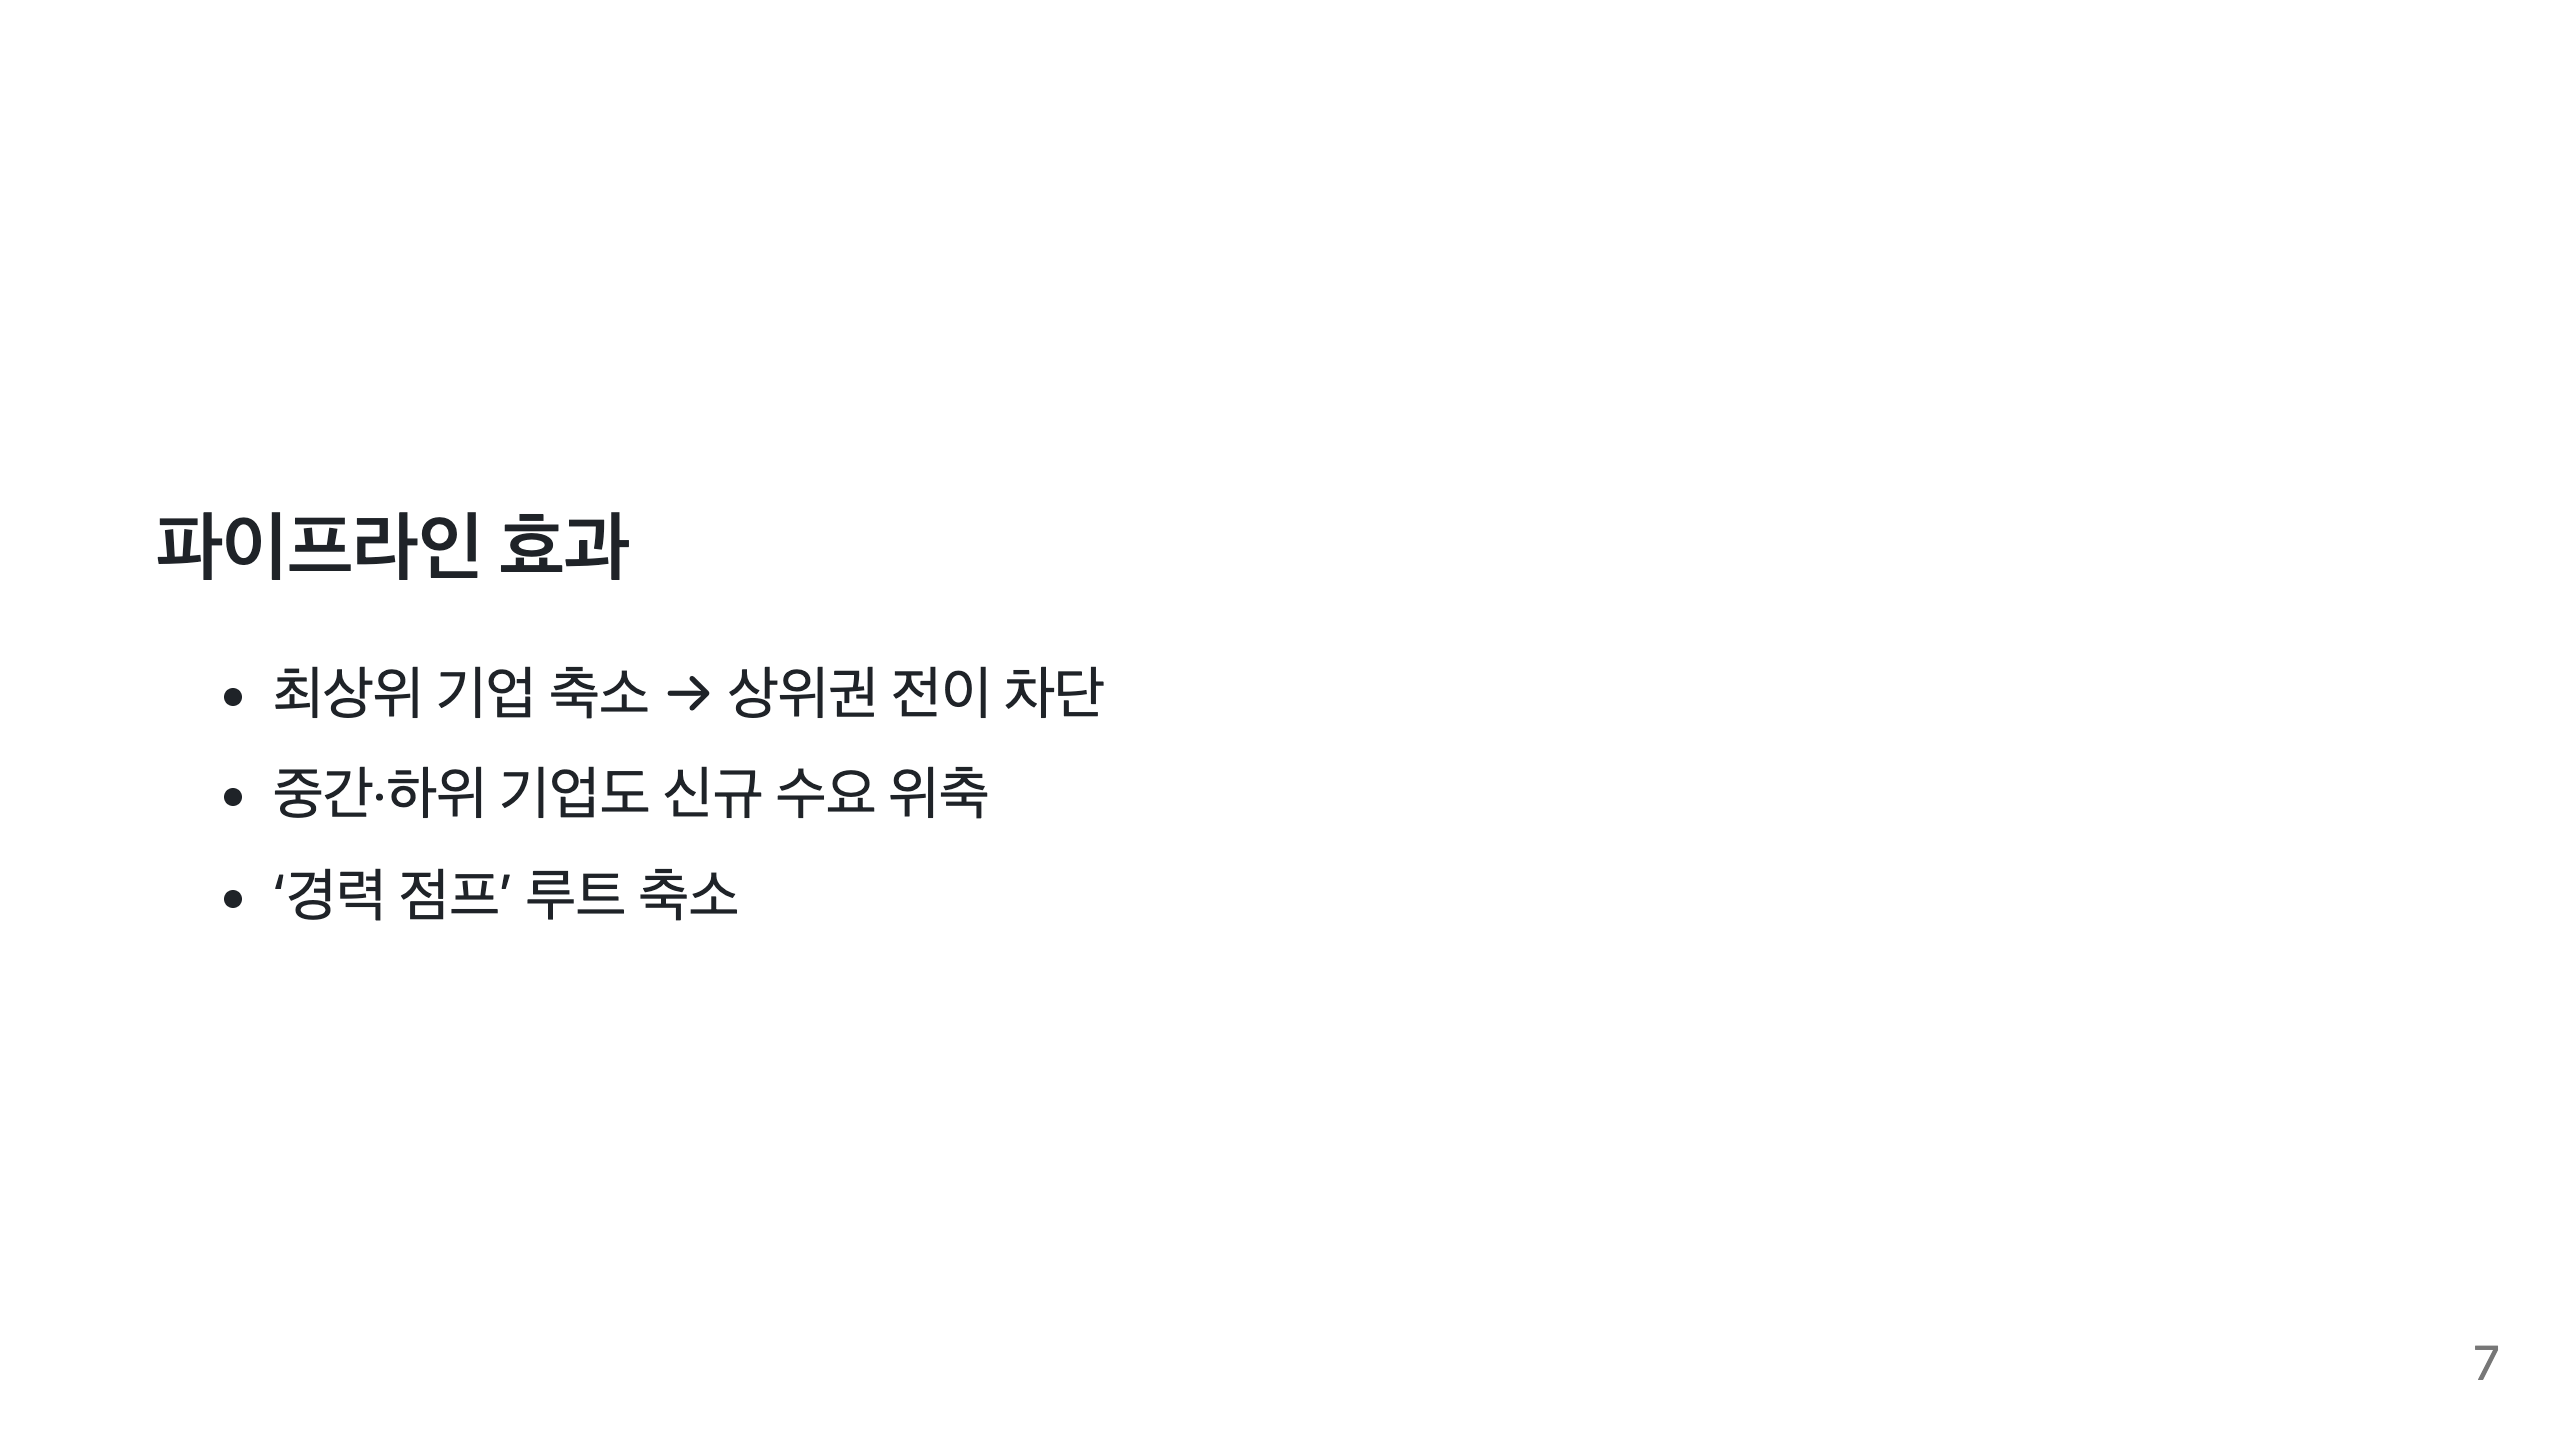 파이프라인 효과
• 최상위 기업 축소 → 상위권 전이 차단
• 중간·하위 기업도 신규 수요 위축
• ‘경력 점프’ 루트 축소
7